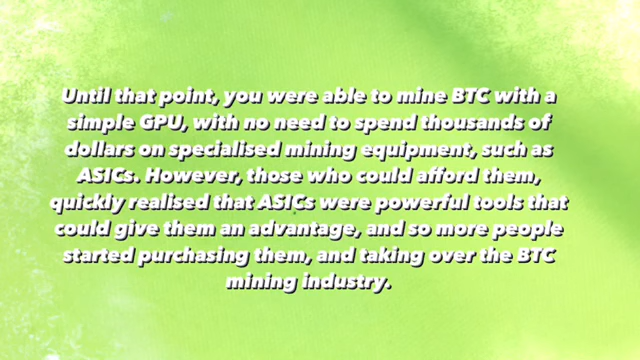 Until that point, you were able to mine BTC with a
simple GPU, with no need to spend thousands of
dollars on specialised mining equipment, such as
ASICs. However, those who could afford them,
quickly realised that ASICs were powerful tools that
could give them an advantage, and so more people
started purchasing them, and taking over the BTC
mining industry.